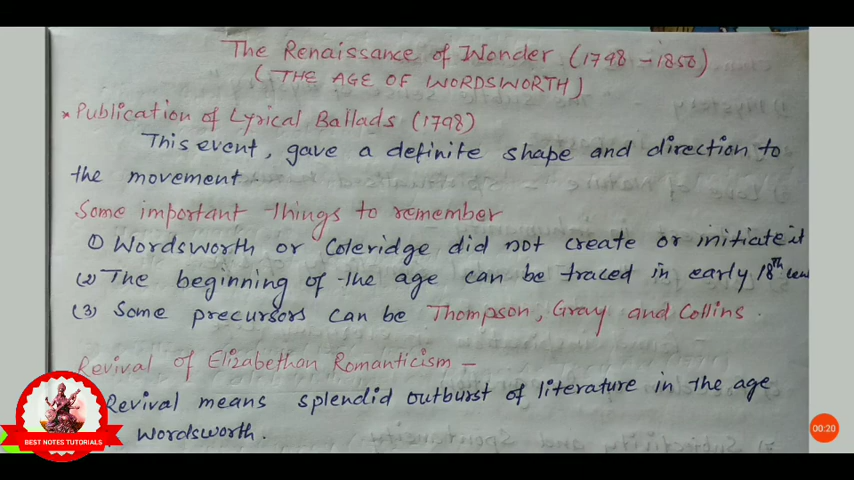 The Renaissance of Wonder (1798 - 1850)
(THE AGE OF WORDSWORTH)
* Publication of Lyrical Ballads (1798)
This event, gave a definite shape and direction to
the movement
Some important things to remember
① Wordsworth or Coleridge did not create or initiate it
(2) The beginning of the age can be traced in early 18th cen
(3) Some precursors can be Thompson, Gray and Collins.
Revival of Elizabethan Romanticism -
Revival means splendid outburst of literature in the age
wordsworth.
BEST NOTES TUTORIALS
00:20